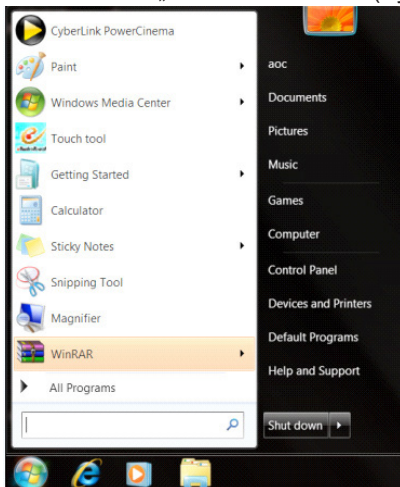 CyberLink PowerCinema
Paint
Windows Media Center
Touch tool
Getting Started
Calculator
Sticky Notes
Snipping Tool
Magnifier
WinRAR
All Programs
aoc
Documents
Pictures
Music
Games
Computer
Control Panel
Devices and Printers
Default Programs
Help and Support
Shut down